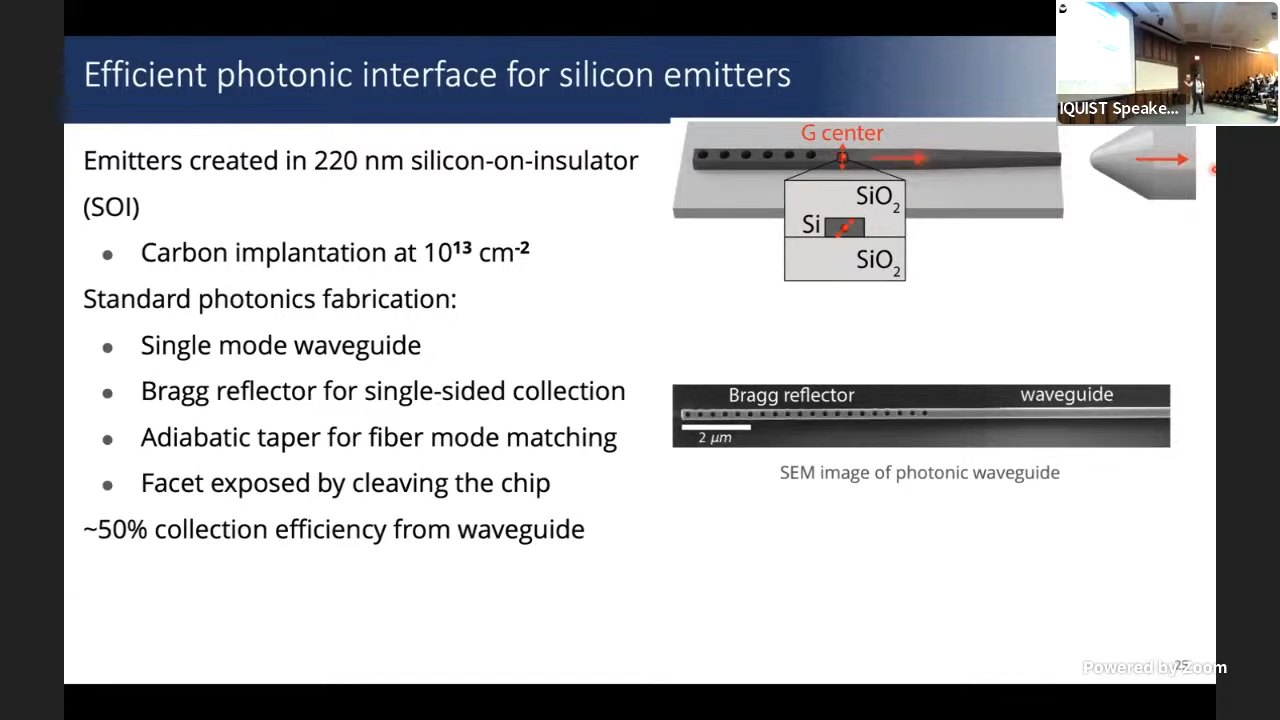 Efficient photonic interface for silicon emitters
IQUIST Speake...
Emitters created in 220 nm silicon-on-insulator
(SOI)
● Carbon implantation at 10¹³ cm⁻²
Standard photonics fabrication:
● Single mode waveguide
● Bragg reflector for single-sided collection
● Adiabatic taper for fiber mode matching
● Facet exposed by cleaving the chip
~50% collection efficiency from waveguide
G center
SiO₂
Si
SiO₂
Bragg reflector
waveguide
2 μm
SEM image of photonic waveguide
25
Powered by Zoom